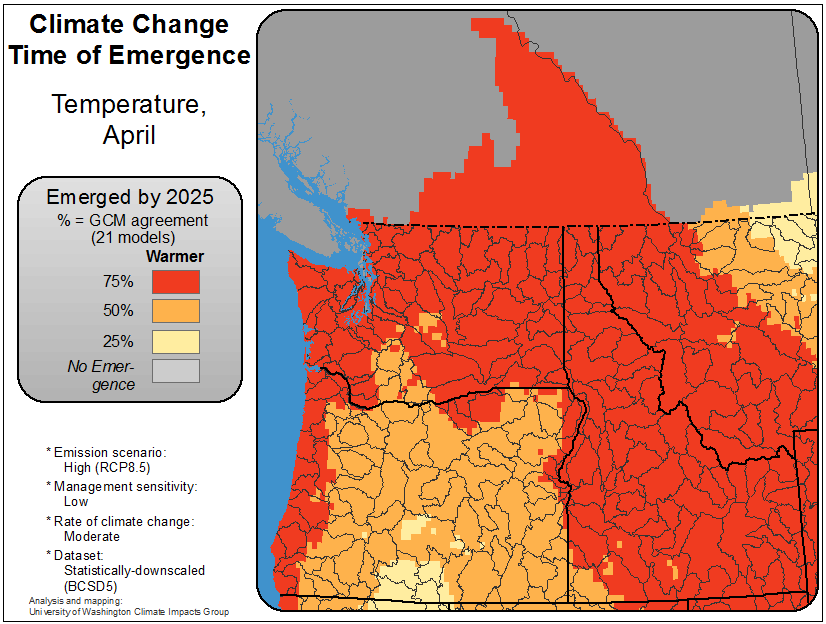 Climate Change
Time of Emergence
Temperature,
April
Emerged by 2025
% = GCM agreement
(21 models)
Warmer
75%
50%
25%
No Emer-
gence
* Emission scenario:
High (RCP8.5)
* Management sensitivity:
Low
* Rate of climate change:
Moderate
* Dataset:
Statistically-downscaled
(BCSD5)
Analysis and mapping:
University of Washington Climate Impacts Group